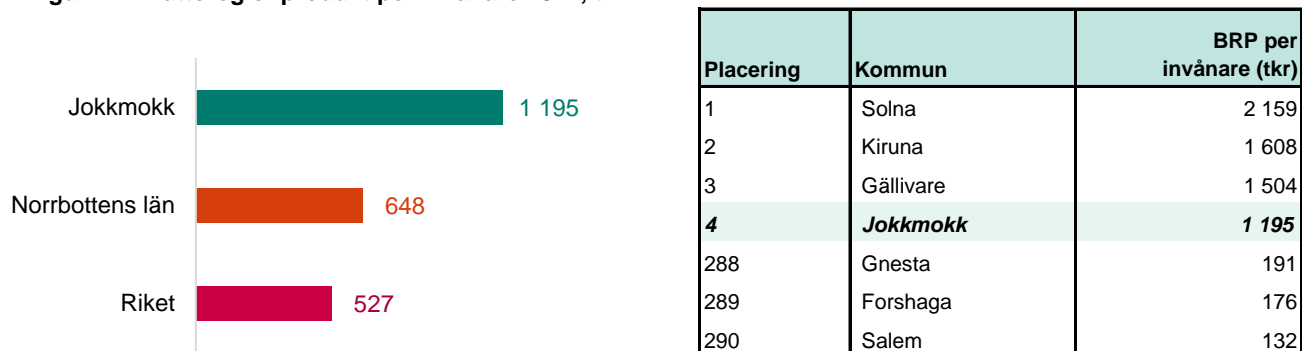 Jokkmokk 1 195
Norrbottens län 648
Riket 527
Placering Kommun BRP per invånare (tkr)
1 Solna 2 159
2 Kiruna 1 608
3 Gällivare 1 504
4 Jokkmokk 1 195
288 Gnesta 191
289 Forshaga 176
290 Salem 132